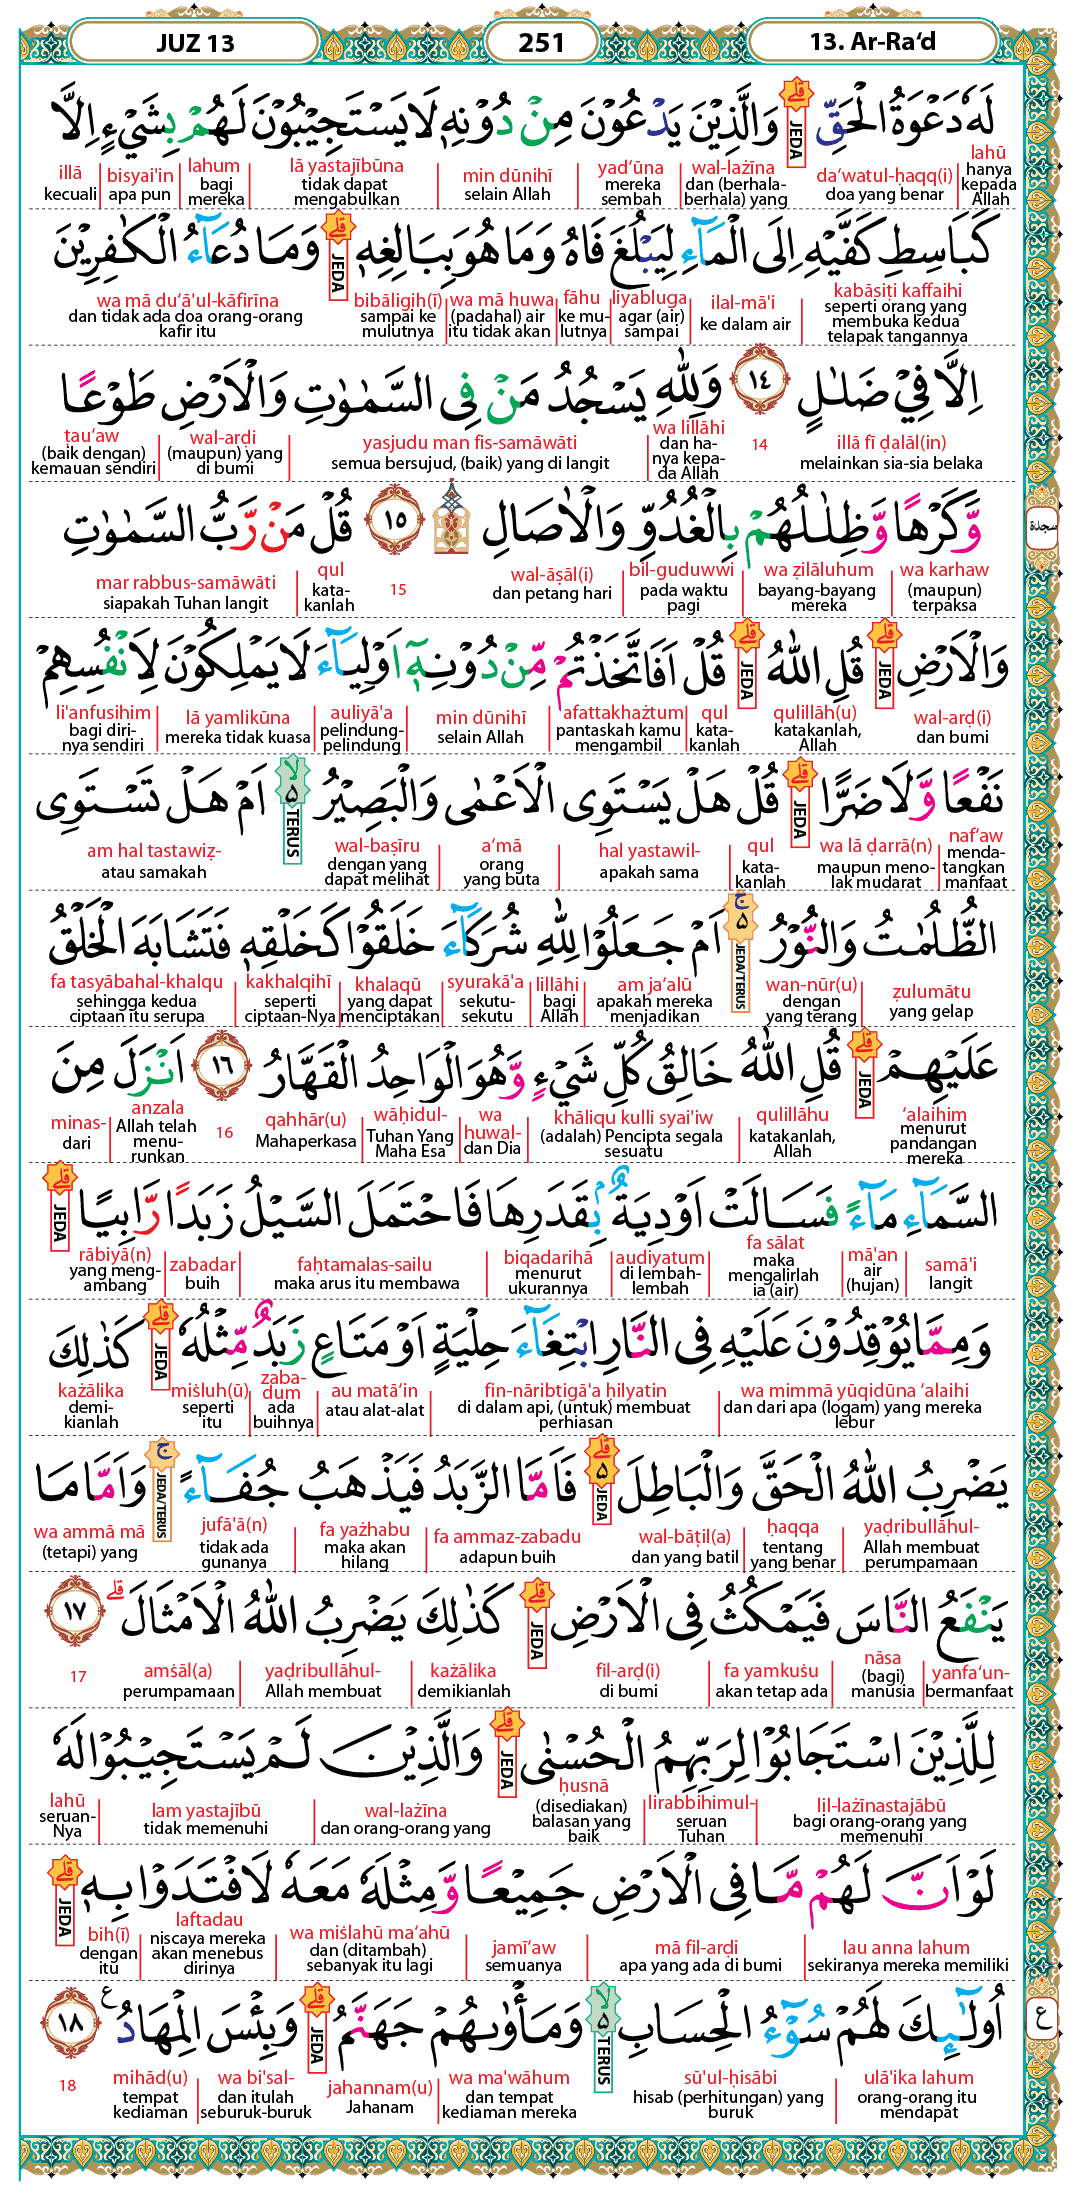 JUZ 13
251
13. Ar-Ra‘d
لَهٗ دَعْوَةُ الْحَقِّۗ وَالَّذِيْنَ يَدْعُوْنَ مِنْ دُوْنِهٖ لَا يَسْتَجِيْبُوْنَ لَهُمْ بِشَيْءٍ اِلَّا
JEDA
lahū da‘watul-ḥaqq(i) wal-lażīna yad‘ūna min dūnihī lā yastajībūna lahum bisyai'in illā
hanya kepada Allah doa yang benar dan (berhala-berhala) yang mereka sembah selain Allah tidak dapat mengabulkan bagi mereka apa pun kecuali
كَبَاسِطِ كَفَّيْهِ اِلَى الْمَاۤءِ لِيَبْلُغَ فَاهُ وَمَا هُوَ بِبَالِغِهٖۗ وَمَا دُعَاۤءُ الْكٰفِرِيْنَ
JEDA
kabāsiṭi kaffaihi ilal-mā'i liyabluga fāhu wa mā huwa bibāligih(ī) wa mā du‘ā'ul-kāfirīna
seperti orang yang membuka kedua telapak tangannya ke dalam air agar (air) sampai ke mulutnya (padahal) air itu tidak akan sampai ke mulutnya dan tidak ada doa orang-orang kafir itu
اِلَّا فِيْ ضَلٰلٍ ١٤ وَلِلّٰهِ يَسْجُدُ مَنْ فِى السَّمٰوٰتِ وَالْاَرْضِ طَوْعًا
illā fī ḍalāl(in) 14 wa lillāhi yasjudu man fis-samāwāti wal-arḍi ṭau‘aw
melainkan sia-sia belaka dan hanya kepada Allah semua bersujud, (baik) yang di langit (maupun) yang di bumi (baik dengan) kemauan sendiri
وَّكَرْهًا وَّظِلٰلُهُمْ بِالْغُدُوِّ وَالْاٰصَالِ ۩ ١٥ قُلْ مَنْ رَّبُّ السَّمٰوٰتِ
سجدة
wa karhaw wa ẓilāluhum bil-guduwwi wal-āṣāl(i) 15 qul mar rabbus-samāwāti
(maupun) terpaksa bayang-bayang mereka pada waktu pagi dan petang hari kata-kanlah siapakah Tuhan langit
وَالْاَرْضِۗ قُلِ اللّٰهُ ۗ قُلْ اَفَاتَّخَذْتُمْ مِّنْ دُوْنِهٖٓ اَوْلِيَاۤءَ لَا يَمْلِكُوْنَ لِاَنْفُسِهِمْ
JEDA JEDA
wal-arḍ(i) qulillāh(u) qul 'afattakhażtum min dūnihī auliyā'a lā yamlikūna li'anfusihim
dan bumi katakanlah, Allah kata-kanlah pantaskah kamu mengambil selain Allah pelindung-pelindung mereka tidak kuasa bagi diri-nya sendiri
نَفْعًا وَّلَا ضَرًّاۗ قُلْ هَلْ يَسْتَوِى الْاَعْمٰى وَالْبَصِيْرُ ەۙ اَمْ هَلْ تَسْتَوِى
JEDA TERUS
naf‘aw wa lā ḍarrā(n) qul hal yastawil- a‘mā wal-baṣīru am hal tastawiẓ-
menda-tangkan manfaat maupun meno-lak mudarat kata-kanlah apakah sama orang yang buta dengan yang dapat melihat atau samakah
الظُّلُمٰتُ وَالنُّوْرُ ەۚ اَمْ جَعَلُوْا لِلّٰهِ شُرَكَاۤءَ خَلَقُوْا كَخَلْقِهٖ فَتَشَابَهَ الْخَلْقُ
JEDA/TERUS
ẓulumātu wan-nūr(u) am ja‘alū lillāhi syurakā'a khalaqū kakhalqihī fa tasyābahal-khalqu
yang gelap dengan yang terang apakah mereka menjadikan bagi Allah sekutu-sekutu yang dapat menciptakan seperti ciptaan-Nya sehingga kedua ciptaan itu serupa
عَلَيْهِمْۗ قُلِ اللّٰهُ خَالِقُ كُلِّ شَيْءٍ وَّهُوَ الْوَاحِدُ الْقَهَّارُ ١٦ اَنْزَلَ مِنَ
JEDA
‘alaihim qulillāhu khāliqu kulli syai'iw wa huwal- wāḥidul- qahhār(u) 16 anzala minas-
menurut pandangan mereka katakanlah, Allah (adalah) Pencipta segala sesuatu dan Dia Tuhan Yang Maha Esa Mahaperkasa Allah telah menu-runkan dari
السَّمَاۤءِ مَاۤءً فَسَالَتْ اَوْدِيَةٌ ۢ بِقَدَرِهَا فَاحْتَمَلَ السَّيْلُ زَبَدًا رَّابِيًاۗ
JEDA
samā'i mā'an fa sālat audiyatum biqadarihā faḥtamalas-sailu zabadar rābiyā(n)
langit air (hujan) maka mengalirlah ia (air) di lembah-lembah menurut ukurannya maka arus itu membawa buih yang meng-ambang
وَمِمَّا يُوْقِدُوْنَ عَلَيْهِ فِى النَّارِ ابْتِغَاۤءَ حِلْيَةٍ اَوْ مَتَاعٍ زَبَدٌ مِّثْلُهٗۗ كَذٰلِكَ
JEDA
wa mimmā yūqidūna ‘alaihi fin-nāribtigā'a hilyatin au matā‘in zaba-dum miṡluh(ū) każālika
dan dari apa (logam) yang mereka lebur di dalam api, (untuk) membuat perhiasan atau alat-alat ada buihnya seperti itu demi-kianlah
يَضْرِبُ اللّٰهُ الْحَقَّ وَالْبَاطِلَ ەۗ فَاَمَّا الزَّبَدُ فَيَذْهَبُ جُفَاۤءًۚ وَاَمَّا مَا
JEDA JEDA/TERUS
yaḍribullāhul- ḥaqqa wal-bāṭil(a) fa ammaz-zabadu fa yażhabu jufā'ā(n) wa ammā mā
Allah membuat perumpamaan tentang yang benar dan yang batil adapun buih maka akan hilang tidak ada gunanya (tetapi) yang
يَنْفَعُ النَّاسَ فَيَمْكُثُ فِى الْاَرْضِۗ كَذٰلِكَ يَضْرِبُ اللّٰهُ الْاَمْثَالَۗ ١٧
JEDA
yanfa‘un- nāsa fa yamkuṡu fil-arḍ(i) każālika yaḍribullāhul- amṡāl(a) 17
bermanfaat (bagi) manusia akan tetap ada di bumi demikianlah Allah membuat perumpamaan
لِلَّذِيْنَ اسْتَجَابُوْا لِرَبِّهِمُ الْحُسْنٰىۗ وَالَّذِيْنَ لَمْ يَسْتَجِيْبُوْا لَهٗ
JEDA
lil-lażīnastajābū lirabbihimul- ḥusnā wal-lażīna lam yastajībū lahū
bagi orang-orang yang memenuhi seruan Tuhan (disediakan) balasan yang baik dan orang-orang yang tidak memenuhi seruan-Nya
لَوْ اَنَّ لَهُمْ مَّا فِى الْاَرْضِ جَمِيْعًا وَّمِثْلَهٗ مَعَهٗ لَافْتَدَوْا بِهٖۗ
JEDA
lau anna lahum mā fil-arḍi jamī‘aw wa miṡlahū ma‘ahū laftadau bih(ī)
sekiranya mereka memiliki apa yang ada di bumi semuanya dan (ditambah) sebanyak itu lagi niscaya mereka akan menebus dirinya dengan itu
اُولٰۤىِٕكَ لَهُمْ سُوْۤءُ الْحِسَابِ ەۙ وَمَأْوٰىهُمْ جَهَنَّمُۗ وَبِئْسَ الْمِهَادُ ࣖ ١٨
TERUS JEDA
ع
ulā'ika lahum sū'ul-ḥisābi wa ma'wāhum jahannam(u) wa bi'sal- mihād(u) 18
orang-orang itu mendapat hisab (perhitungan) yang buruk dan tempat kediaman mereka Jahanam dan itulah seburuk-buruk tempat kediaman